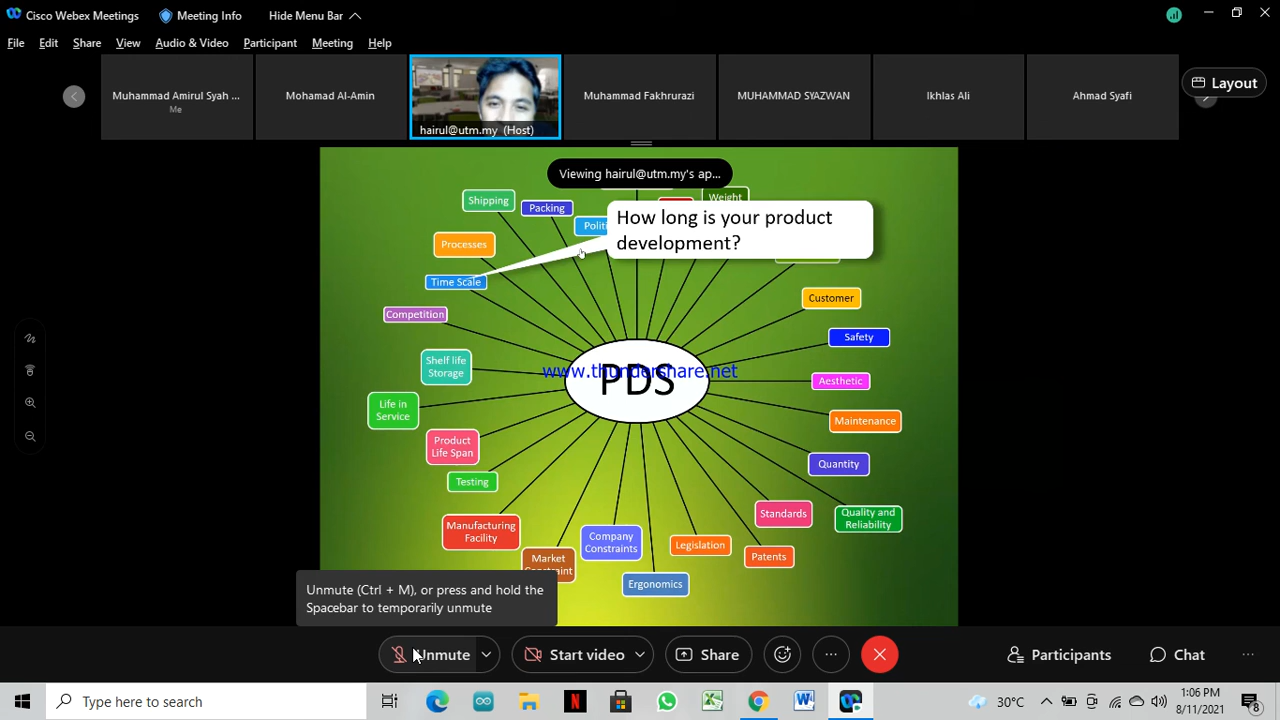 Cisco Webex Meetings
Meeting Info
Hide Menu Bar
File
Edit
Share
View
Audio & Video
Participant
Meeting
Help
Muhammad Amirul Syah ...
Me
Mohamad Al-Amin
hairul@utm.my (Host)
Muhammad Fakhrurazi
MUHAMMAD SYAZWAN
Ikhlas Ali
Ahmad Syafi
Layout
Viewing hairul@utm.my's ap...
Shipping
Packing
Politi
Weight
How long is your product
development?
Processes
Time Scale
Competition
Customer
Safety
Shelf life
Storage
www.thundershare.net
PDS
Aesthetic
Life in
Service
Maintenance
Product
Life Span
Quantity
Testing
Standards
Quality and
Reliability
Manufacturing
Facility
Company
Constraints
Legislation
Patents
Market
Ergonomics
Unmute (Ctrl + M), or press and hold the
Spacebar to temporarily unmute
Unmute
Start video
Share
Participants
Chat
Type here to search
30°C
1:06 PM
8/11/2021
8